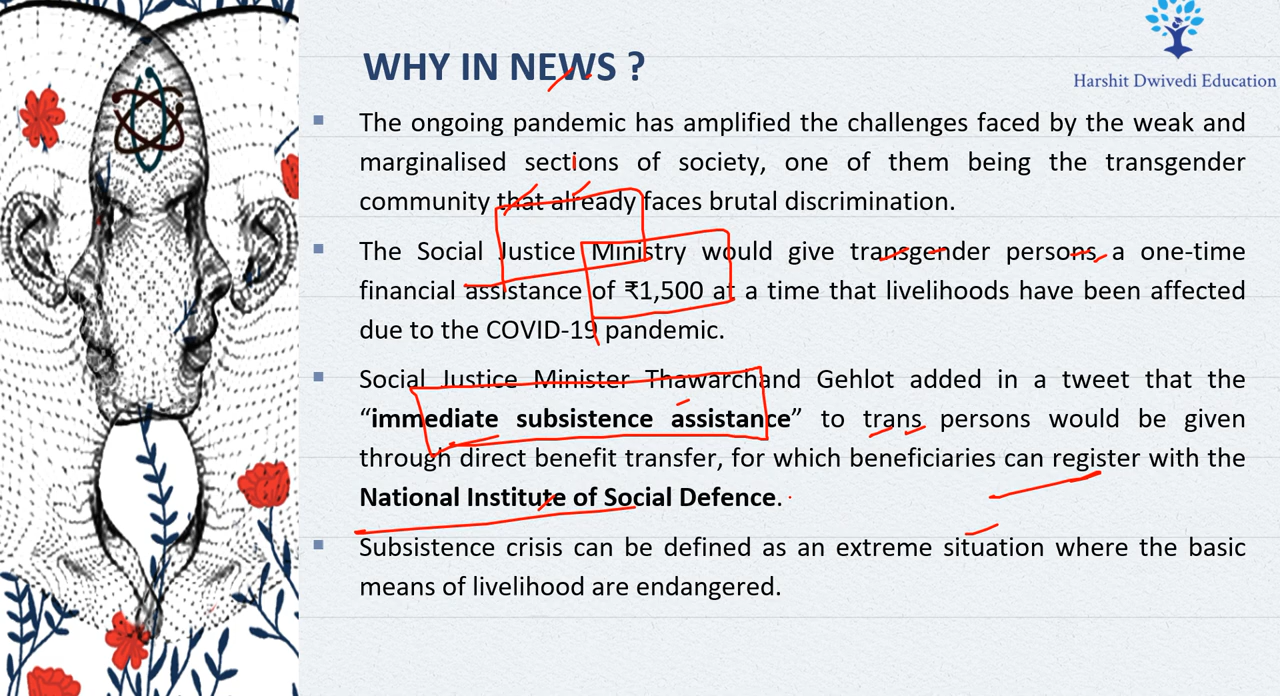 Harshit Dwivedi Education
WHY IN NEWS ?
The ongoing pandemic has amplified the challenges faced by the weak and
marginalised sections of society, one of them being the transgender
community that already faces brutal discrimination.
The Social Justice Ministry would give transgender persons a one-time
financial assistance of ₹1,500 at a time that livelihoods have been affected
due to the COVID-19 pandemic.
Social Justice Minister Thawarchand Gehlot added in a tweet that the
“immediate subsistence assistance” to trans persons would be given
through direct benefit transfer, for which beneficiaries can register with the
National Institute of Social Defence.
Subsistence crisis can be defined as an extreme situation where the basic
means of livelihood are endangered.